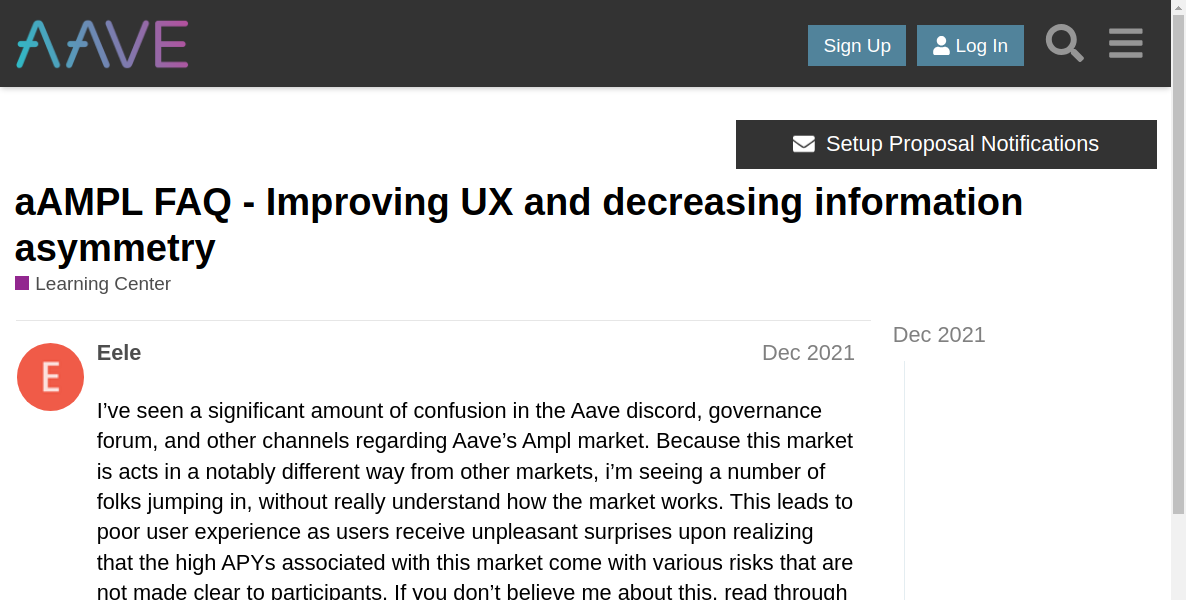 AAVE
Sign Up
Log In
Setup Proposal Notifications
aAMPL FAQ - Improving UX and decreasing information
asymmetry
Learning Center
Dec 2021
E
Eele
Dec 2021
I’ve seen a significant amount of confusion in the Aave discord, governance
forum, and other channels regarding Aave’s Ampl market. Because this market
is acts in a notably different way from other markets, i’m seeing a number of
folks jumping in, without really understand how the market works. This leads to
poor user experience as users receive unpleasant surprises upon realizing
that the high APYs associated with this market come with various risks that are
not made clear to participants. If you don’t believe me about this, read through